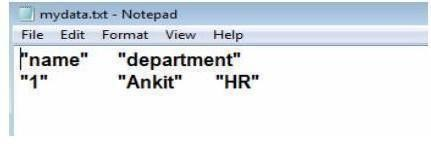 mydata.txt - Notepad
File Edit Format View Help
"name" "department"
"1" "Ankit" "HR"